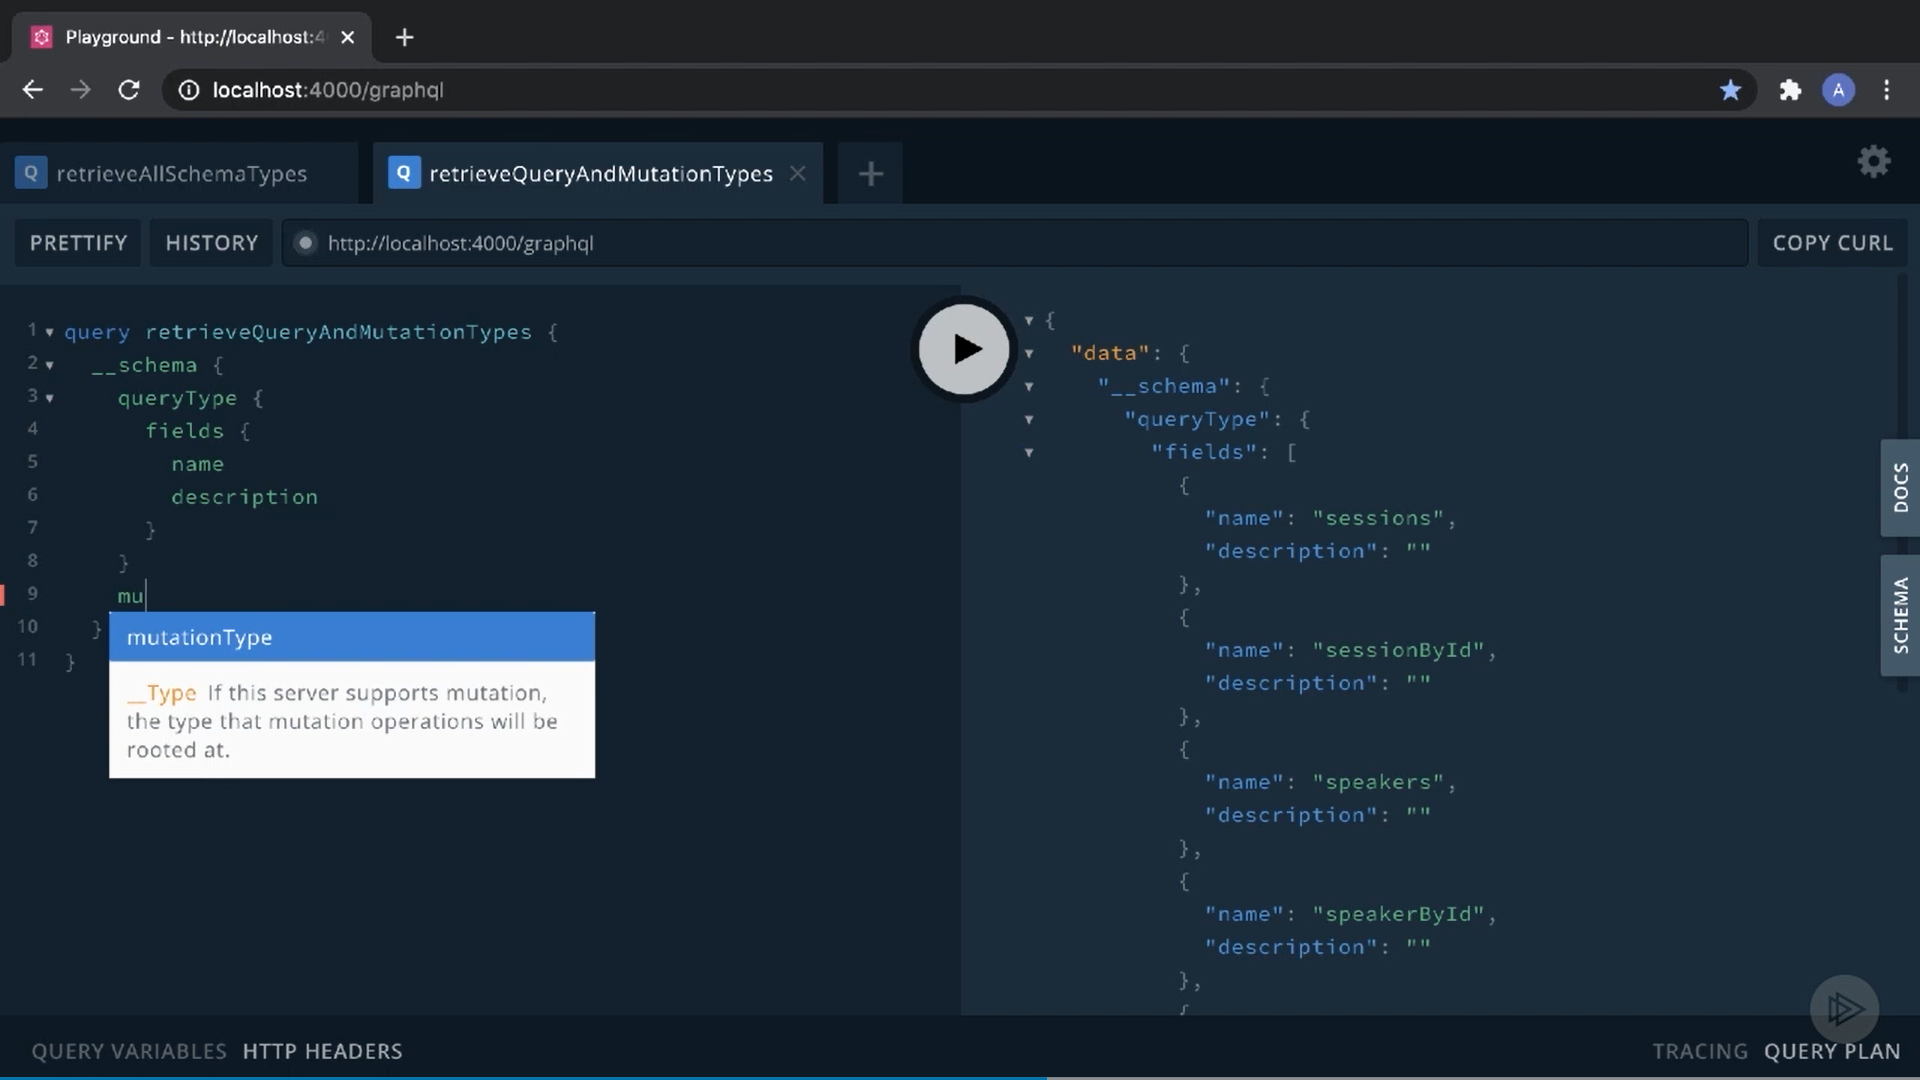 Playground - http://localhost:4
localhost:4000/graphql
A
Q retrieveAllSchemaTypes
Q retrieveQueryAndMutationTypes
PRETTIFY
HISTORY
http://localhost:4000/graphql
COPY CURL
1 query retrieveQueryAndMutationTypes {
2 __schema {
3 queryType {
4 fields {
5 name
6 description
7 }
8 }
9 mu
10 }
11 }
mutationType
__Type If this server supports mutation,
the type that mutation operations will be
rooted at.
{
"data": {
"__schema": {
"queryType": {
"fields": [
{
"name": "sessions",
"description": ""
},
{
"name": "sessionById",
"description": ""
},
{
"name": "speakers",
"description": ""
},
{
"name": "speakerById",
"description": ""
},
{
DOCS
SCHEMA
QUERY VARIABLES HTTP HEADERS
TRACING QUERY PLAN